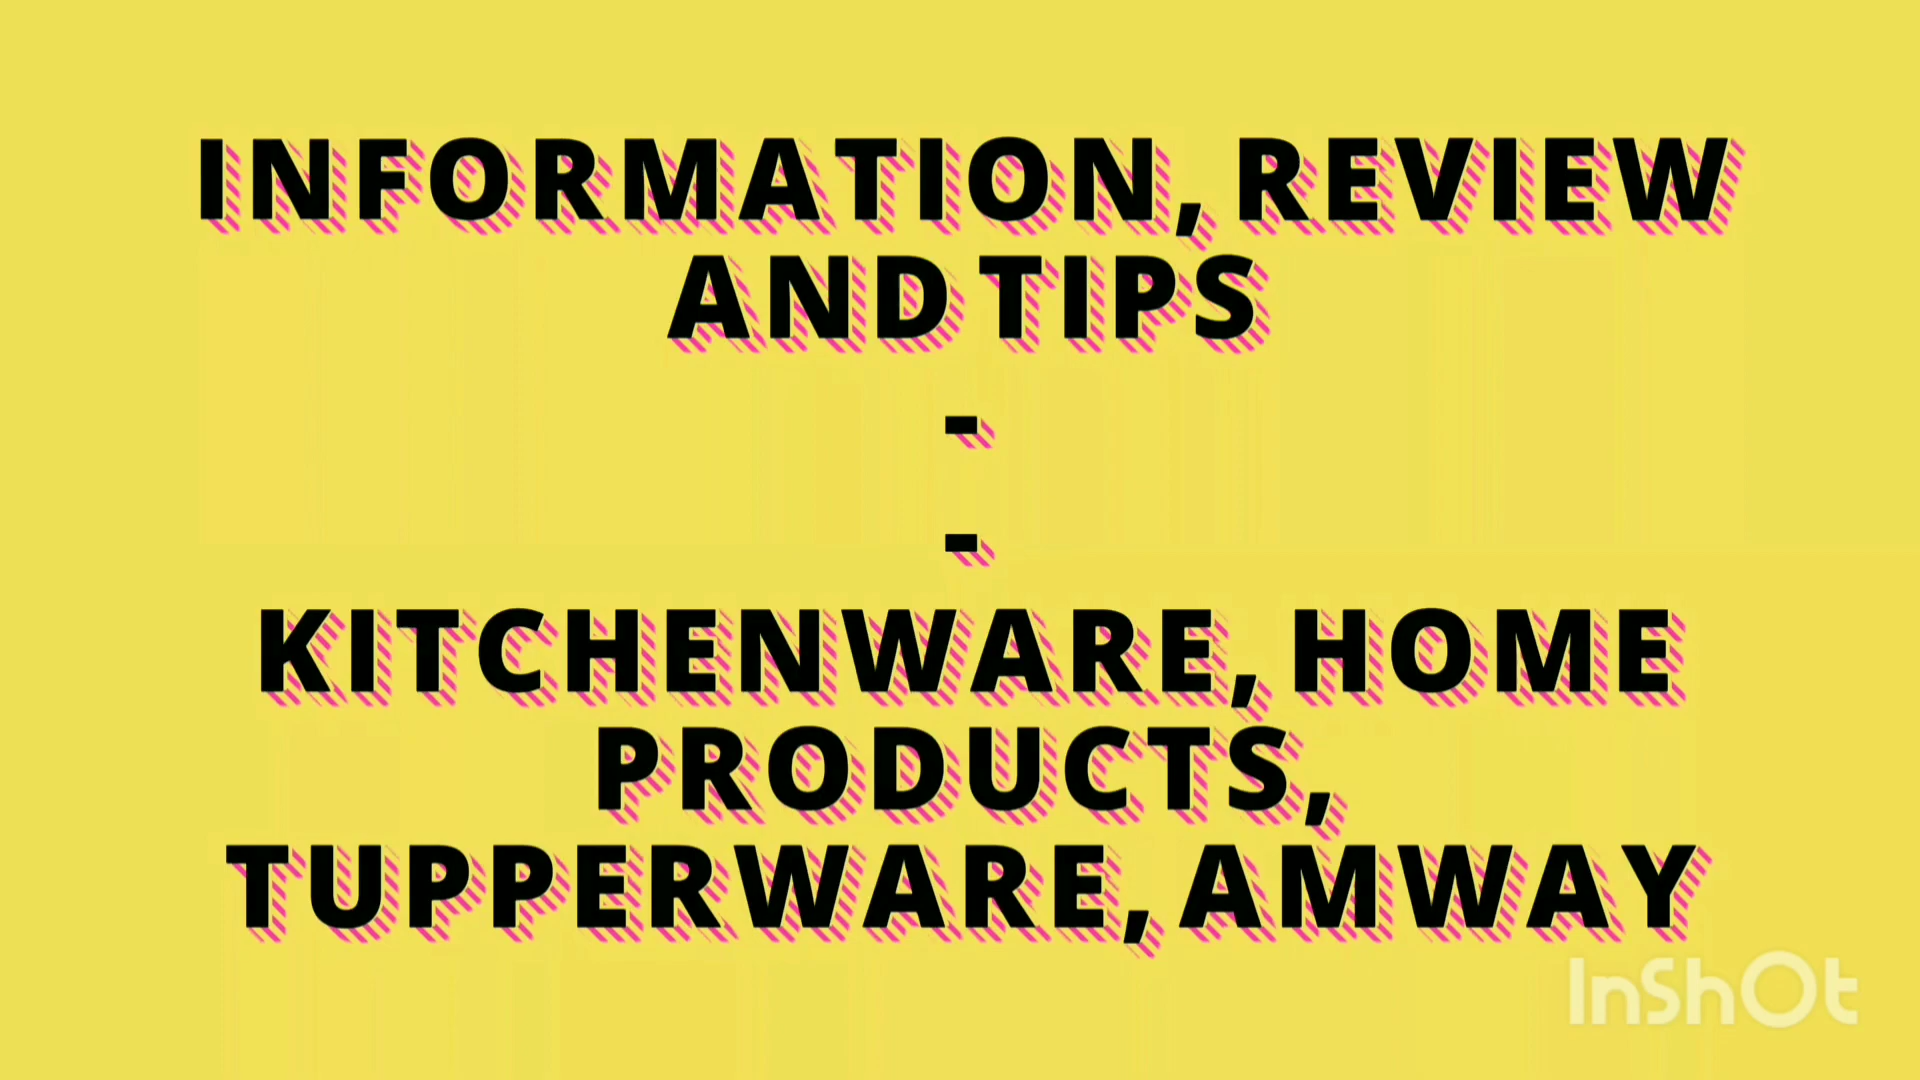 INFORMATION, REVIEW
AND TIPS
-
-
KITCHENWARE, HOME
PRODUCTS,
TUPPERWARE, AMWAY
InShOt